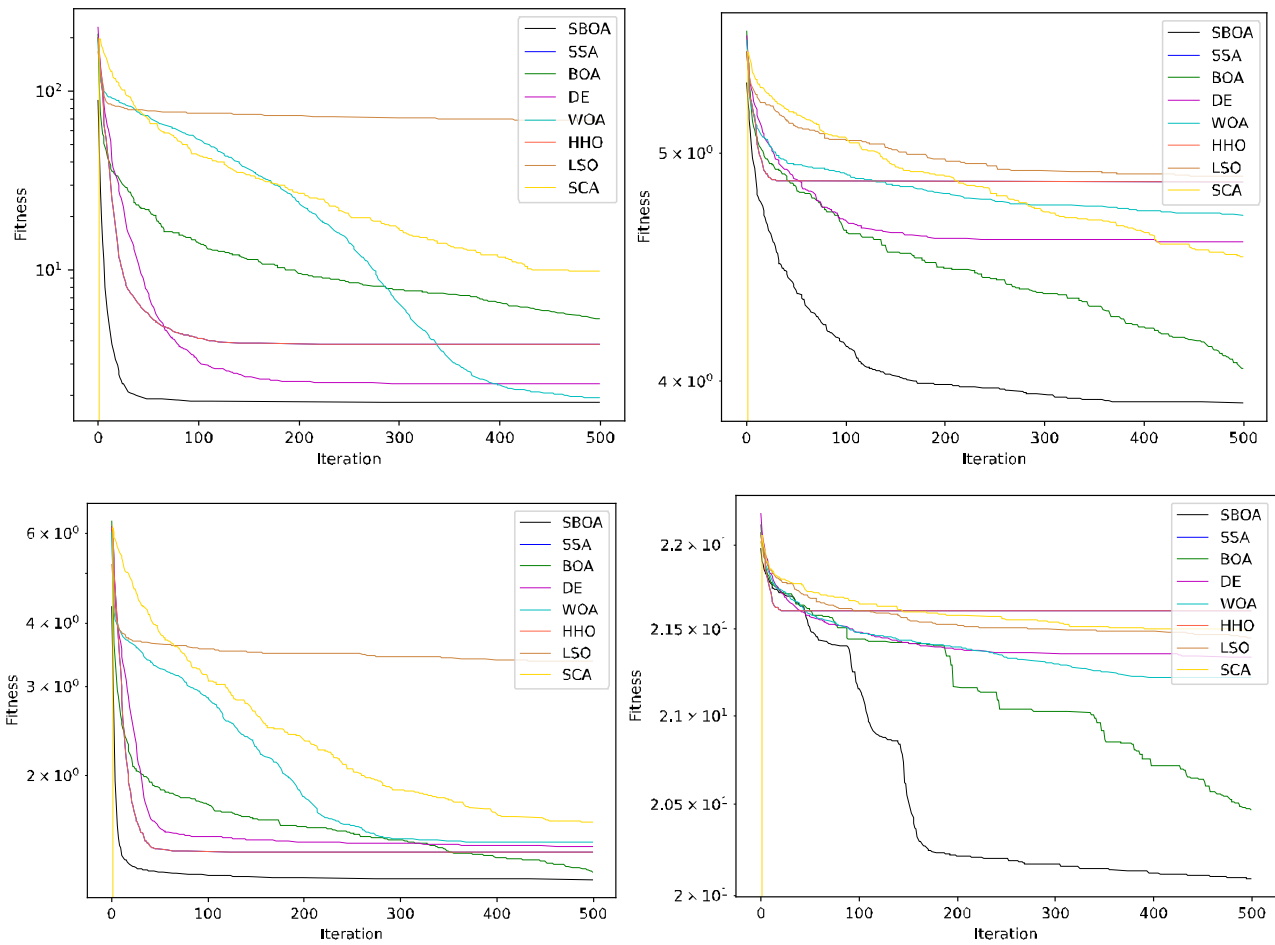 SBOA
SSA
BOA
DE
WOA
HHO
LSO
SCA
10²
10¹
Fitness
0 100 200 300 400 500
Iteration
SBOA
SSA
BOA
DE
WOA
HHO
LSO
SCA
5 × 10⁰
4 × 10⁰
Fitness
0 100 200 300 400 500
Iteration
SBOA
SSA
BOA
DE
WOA
HHO
LSO
SCA
6 × 10⁰
4 × 10⁰
3 × 10⁰
2 × 10⁰
Fitness
0 100 200 300 400 500
Iteration
SBOA
SSA
BOA
DE
WOA
HHO
LSO
SCA
2.1 × 10¹
Fitness
0 100 200 300 400 500
Iteration